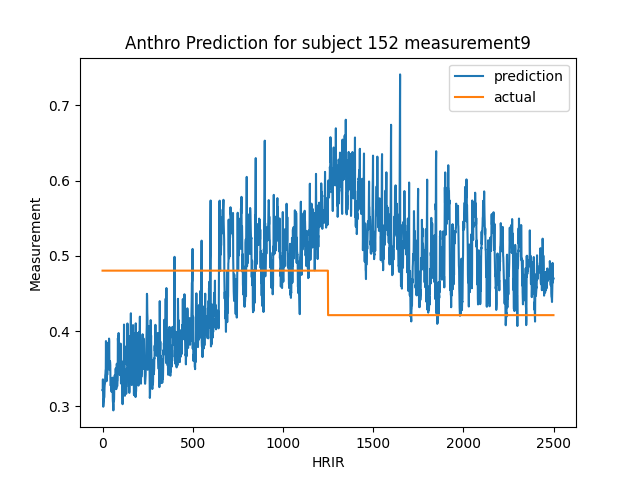 Anthro Prediction for subject 152 measurement9
prediction
actual
0.7
0.6
0.5
0.4
0.3
Measurement
0
500
1000
1500
2000
2500
HRIR